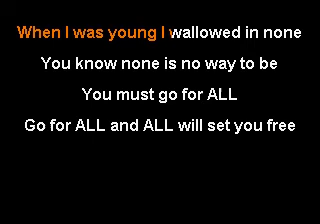 When I was young I wallowed in none
You know none is no way to be
You must go for ALL
Go for ALL and ALL will set you free